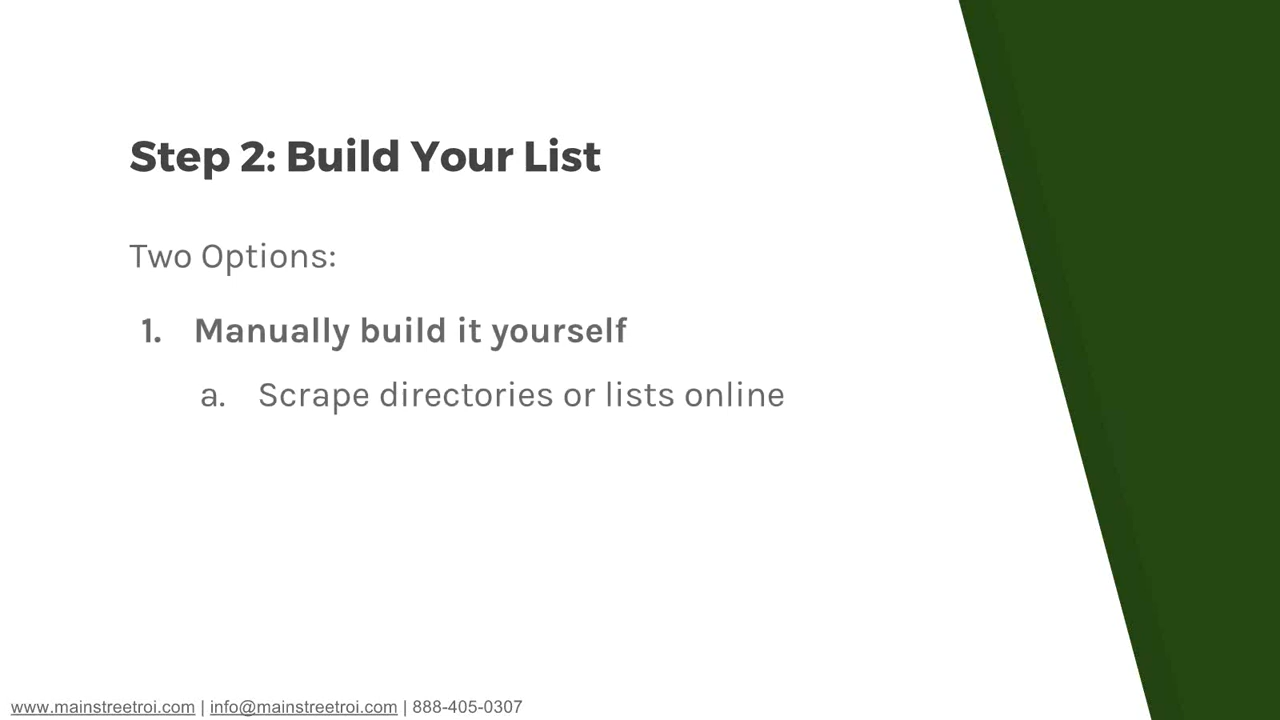 Step 2: Build Your List
Two Options:
1. Manually build it yourself
a. Scrape directories or lists online
www.mainstreetroi.com | info@mainstreetroi.com | 888-405-0307